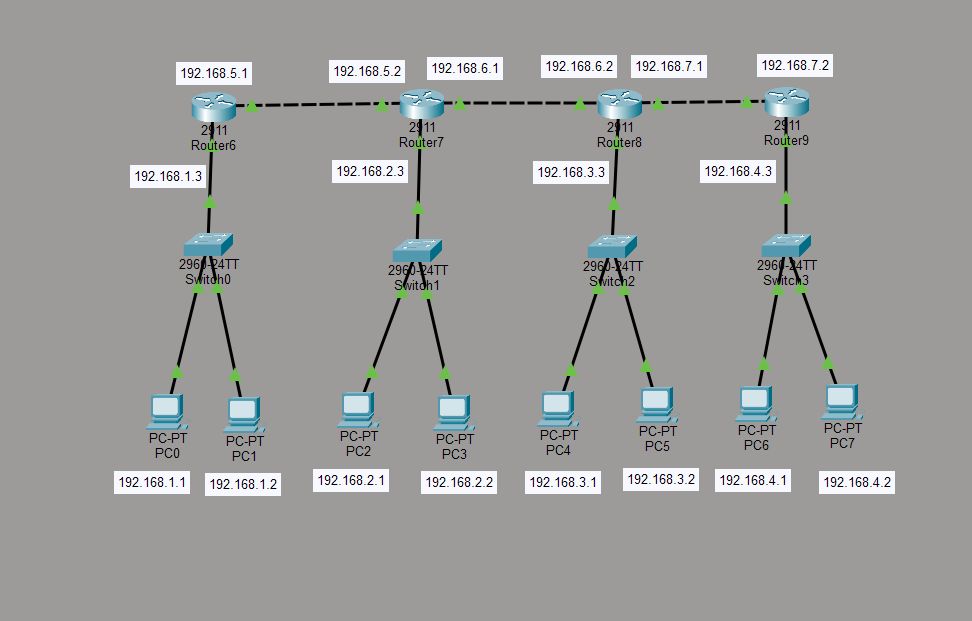 192.168.5.1
192.168.5.2
192.168.6.1
192.168.6.2
192.168.7.1
192.168.7.2
2911
Router6
2911
Router7
2911
Router8
2911
Router9
192.168.1.3
192.168.2.3
192.168.3.3
192.168.4.3
2960-24TT
Switch0
2960-24TT
Switch1
2960-24TT
Switch2
2960-24TT
Switch3
PC-PT
PC0
PC-PT
PC1
PC-PT
PC2
PC-PT
PC3
PC-PT
PC4
PC-PT
PC5
PC-PT
PC6
PC-PT
PC7
192.168.1.1
192.168.1.2
192.168.2.1
192.168.2.2
192.168.3.1
192.168.3.2
192.168.4.1
192.168.4.2